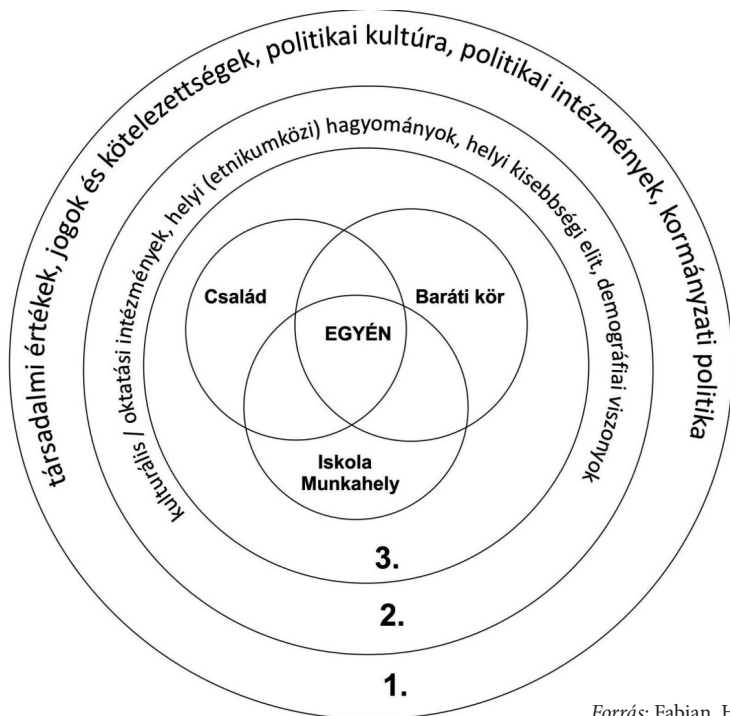 társadalmi értékek, jogok és kötelezettségek, politikai kultúra, politikai intézmények, kormányzati politika
kulturális / oktatási intézmények, helyi (etnikumközi) hagyományok, helyi kisebbségi elit, demográfiai viszonyok
Család
Baráti kör
EGYÉN
Iskola
Munkahely
3.
2.
1.
Forrás: Fabian, H